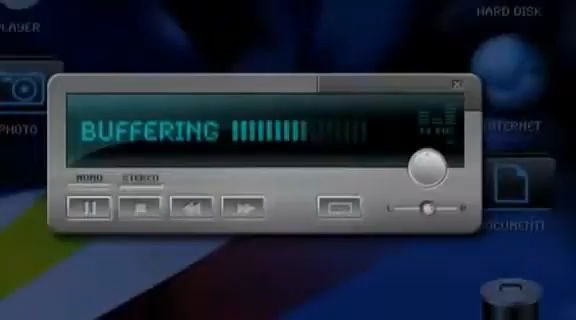 HARD DISK
PLAYER
BUFFERING
INTERNET
PHOTO
MONO STEREO
L R
DOCUMENTI